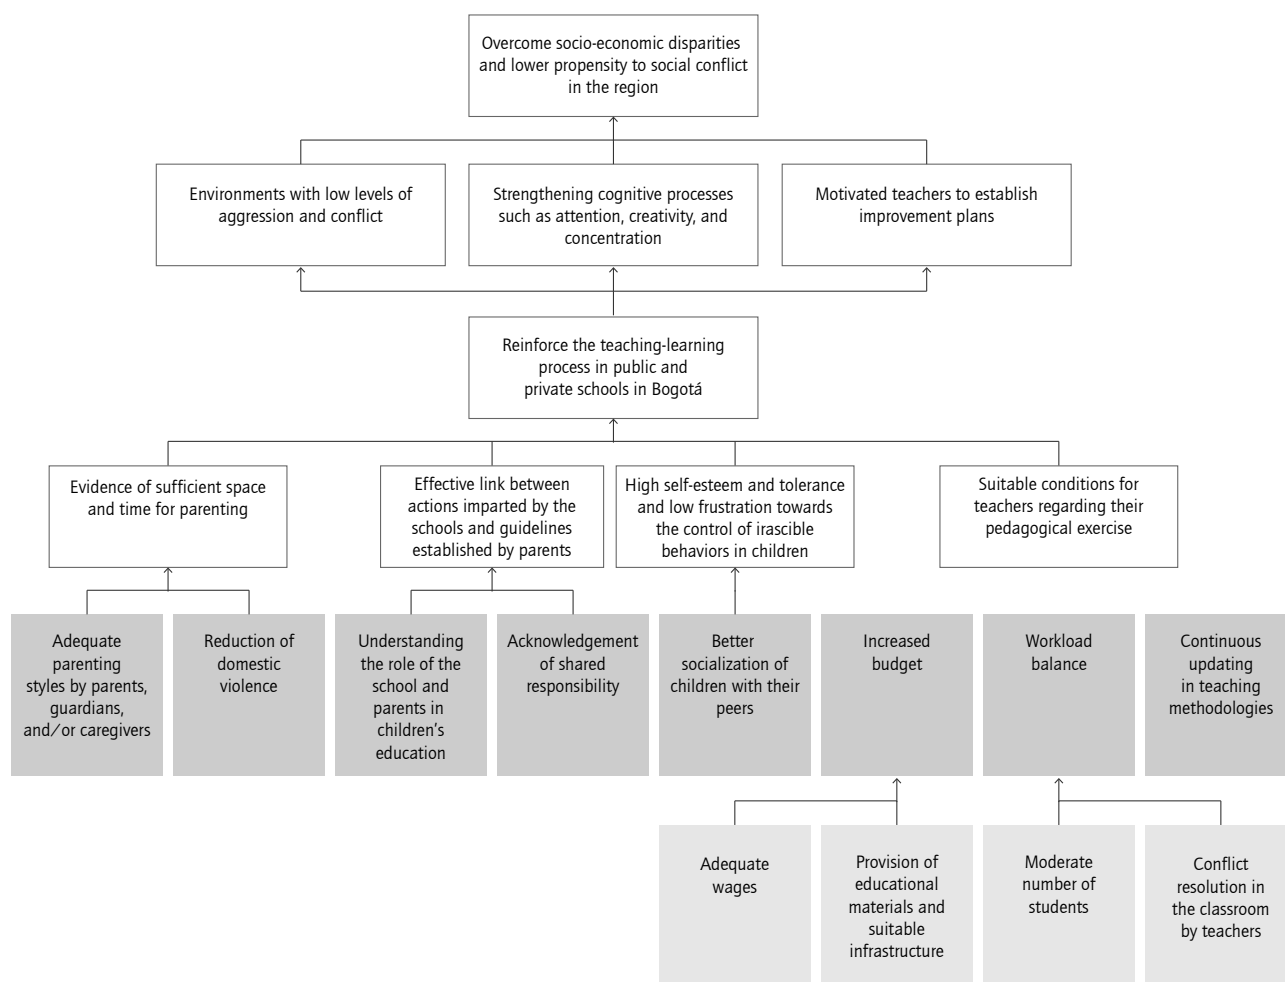 Overcome socio-economic disparities
and lower propensity to social conflict
in the region
Environments with low levels of
aggression and conflict
Strengthening cognitive processes
such as attention, creativity, and
concentration
Motivated teachers to establish
improvement plans
Reinforce the teaching-learning
process in public and
private schools in Bogotá
Evidence of sufficient space
and time for parenting
Effective link between
actions imparted by the
schools and guidelines
established by parents
High self-esteem and tolerance
and low frustration towards
the control of irascible
behaviors in children
Suitable conditions for
teachers regarding their
pedagogical exercise
Adequate
parenting
styles by parents,
guardians,
and/or caregivers
Reduction of
domestic
violence
Understanding
the role of the
school and
parents in
children's
education
Acknowledgement
of shared
responsibility
Better
socialization of
children with their
peers
Increased
budget
Workload
balance
Continuous
updating
in teaching
methodologies
Adequate
wages
Provision of
educational
materials and
suitable
infrastructure
Moderate
number of
students
Conflict
resolution in
the classroom
by teachers